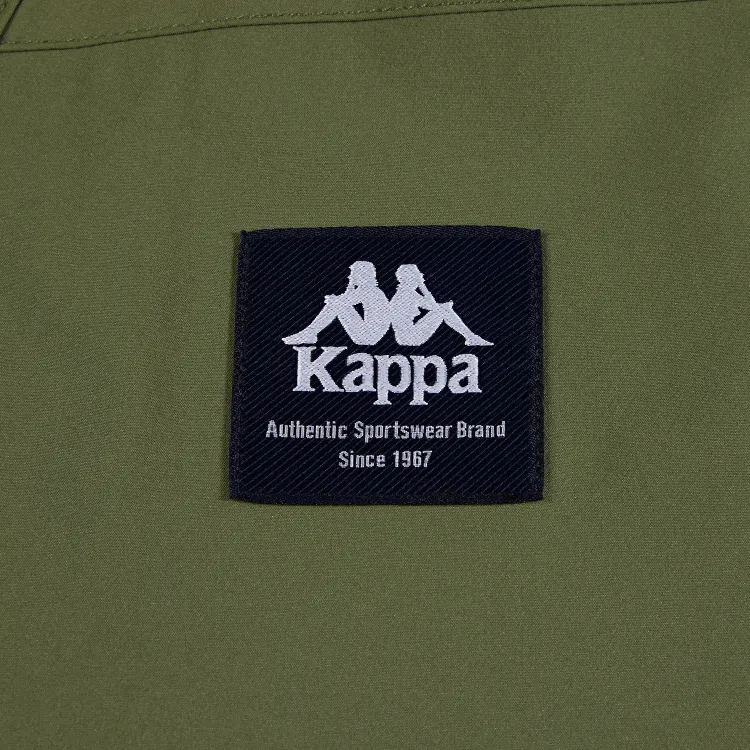 Kappa
Authentic Sportswear Brand
Since 1967